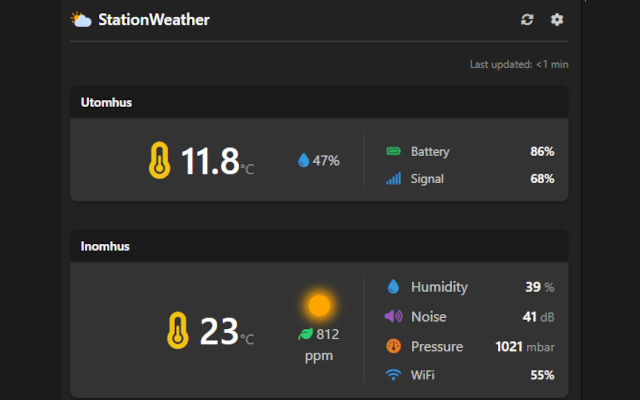 StationWeather
Last updated: <1 min
Utomhus
11.8°C
47%
Battery 86%
Signal 68%
Inomhus
23°C
812
ppm
Humidity 39 %
Noise 41 dB
Pressure 1021 mbar
WiFi 55%